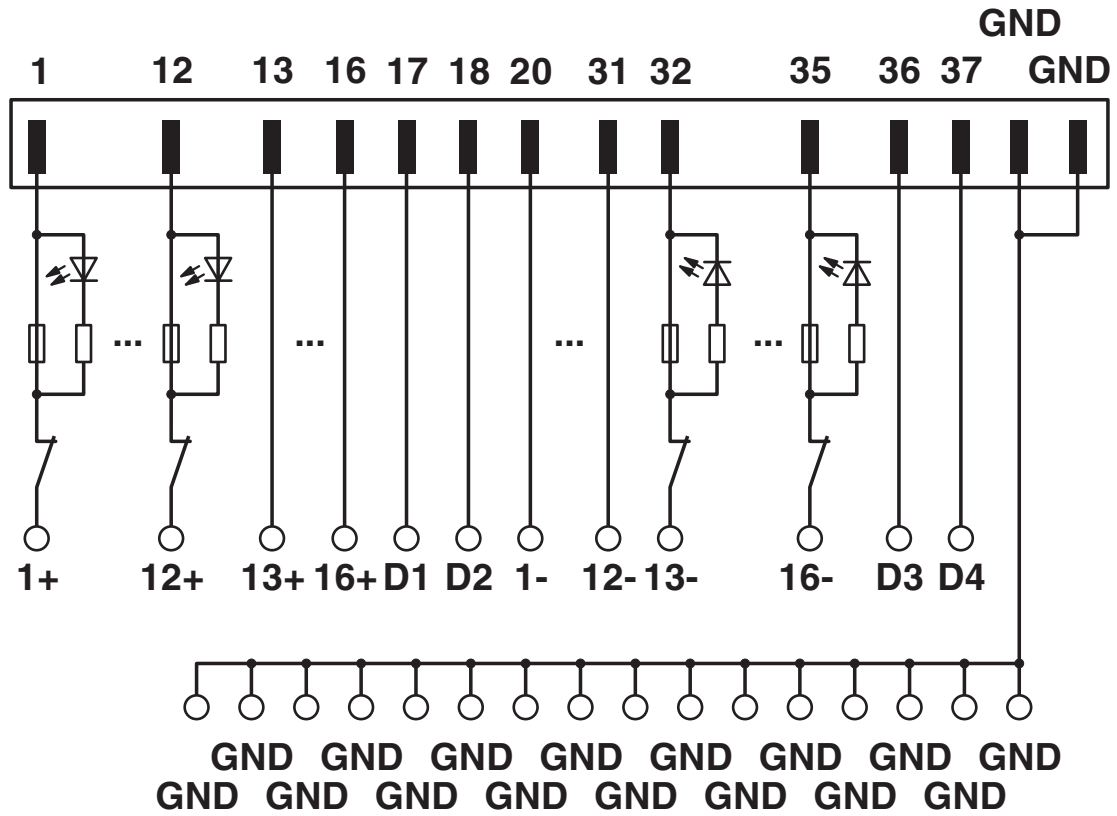 GND
1 12 13 16 17 18 20 31 32 35 36 37 GND
... ... ... ...
1+ 12+ 13+ 16+ D1 D2 1- 12- 13- 16- D3 D4
GND GND GND GND GND GND GND GND
GND GND GND GND GND GND GND GND